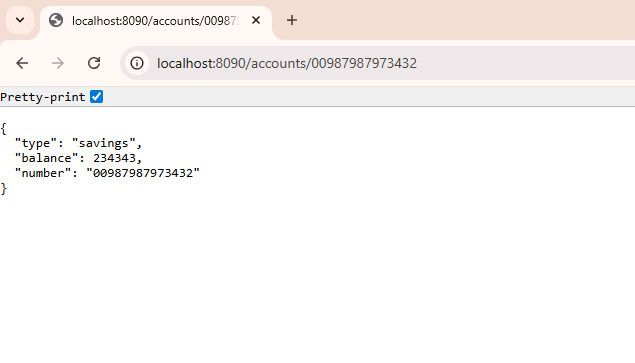 localhost:8090/accounts/00987
localhost:8090/accounts/00987987973432
Pretty-print
{
  "type": "savings",
  "balance": 234343,
  "number": "00987987973432"
}